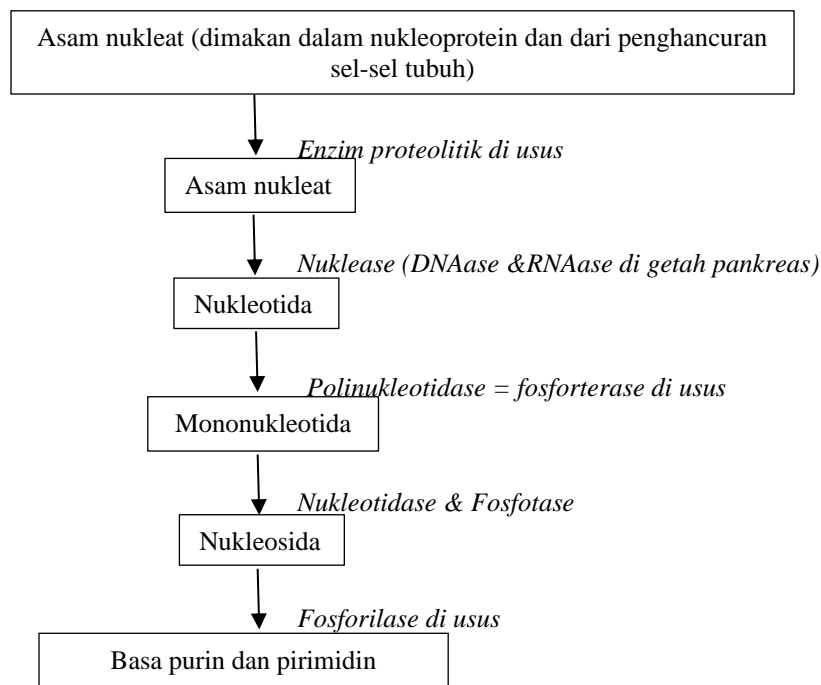 Asam nukleat (dimakan dalam nukleoprotein dan dari penghancuran
sel-sel tubuh)
Enzim proteolitik di usus
Asam nukleat
Nuklease (DNAase &RNAase di getah pankreas)
Nukleotida
Polinukleotidase = fosforterase di usus
Mononukleotida
Nukleotidase & Fosfotase
Nukleosida
Fosforilase di usus
Basa purin dan pirimidin